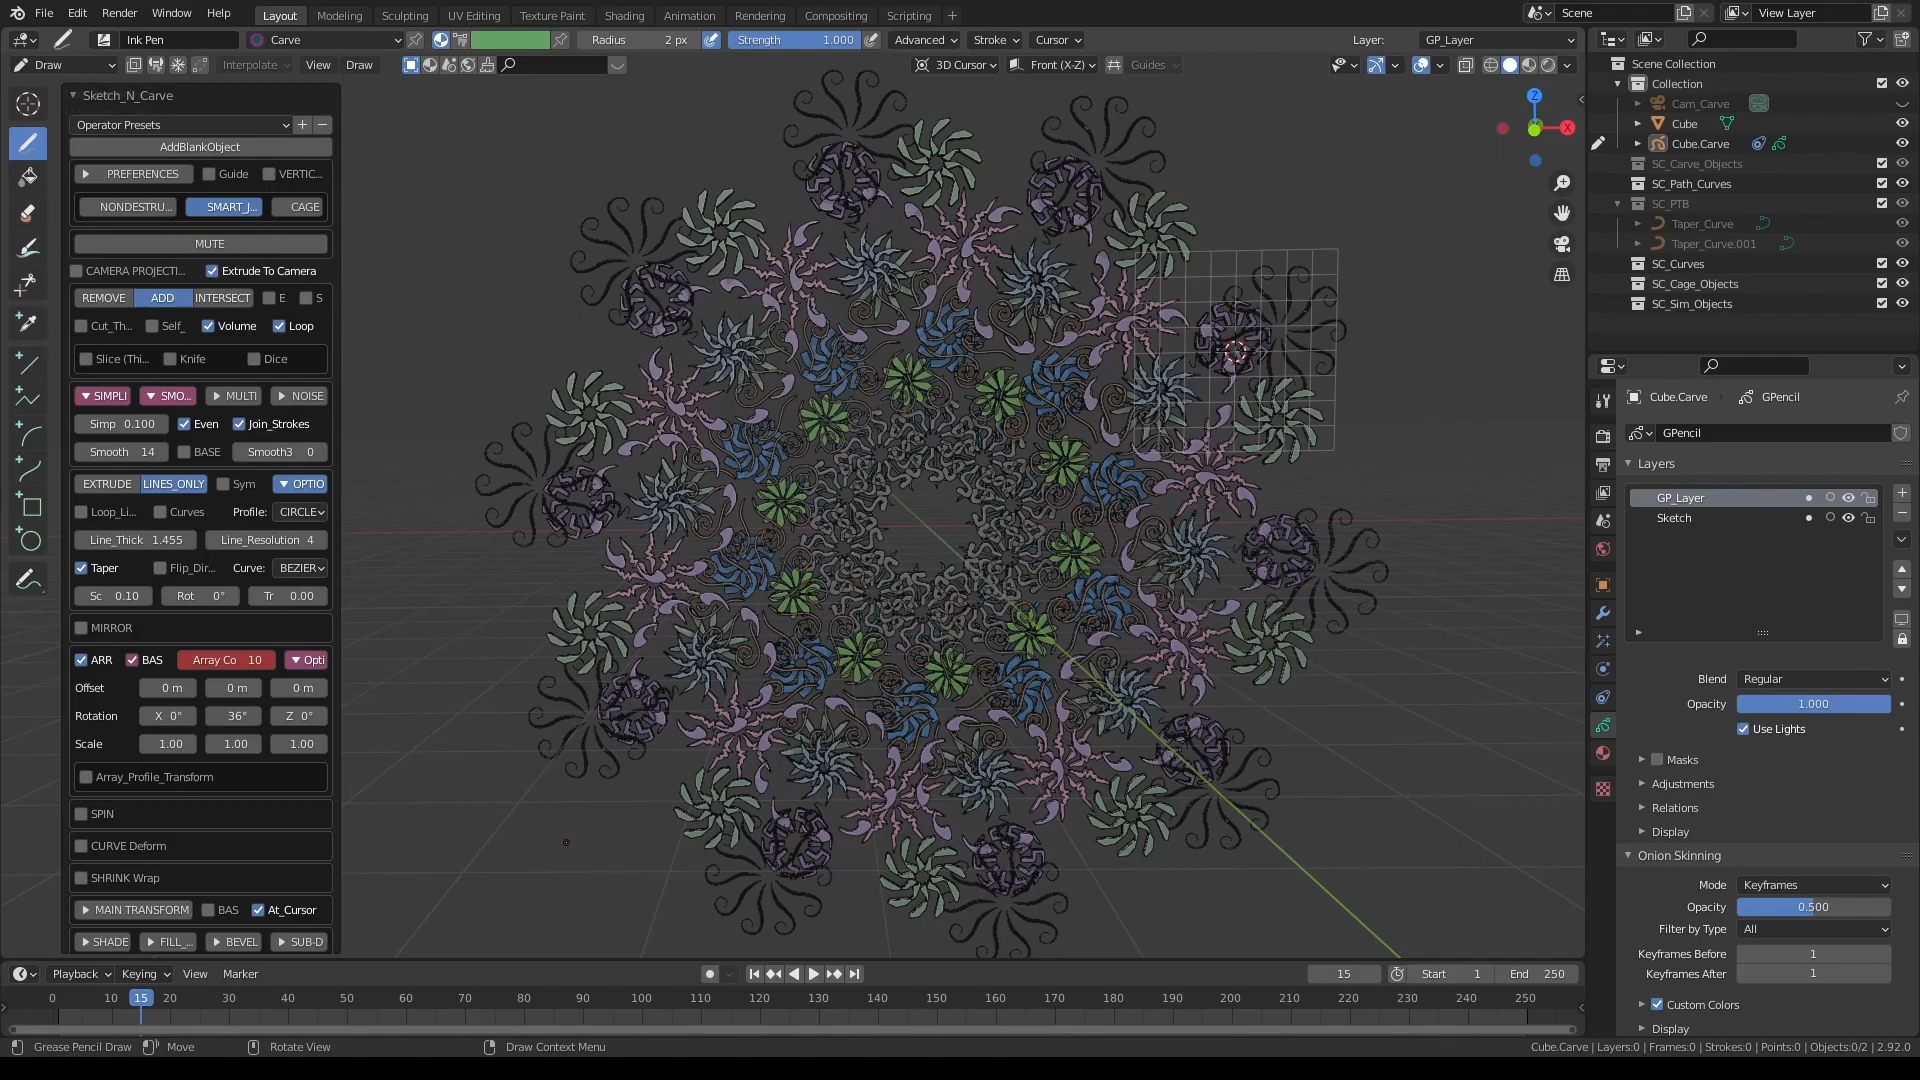 File Edit Render Window Help Layout Modeling Sculpting UV Editing Texture Paint Shading Animation Rendering Compositing Scripting + Scene View Layer
Ink Pen Carve Radius 2 px Strength 1.000 Advanced Stroke Cursor Layer: GP_Layer
Draw Interpolate View Draw 3D Cursor Front (X-Z) Guides
Sketch_N_Carve
Operator Presets + −
AddBlankObject
PREFERENCES Guide VERTIC...
NONDESTRU... SMART_J... CAGE
MUTE
CAMERA PROJECTI... Extrude To Camera
REMOVE ADD INTERSECT E S
Cut_Th... Self_ Volume Loop
Slice (Thi... Knife Dice
SIMPLI SMO... MULTI NOISE
Simp 0.100 Even Join_Strokes
Smooth 14 BASE Smooth3 0
EXTRUDE LINES_ONLY Sym OPTIO
Loop_Li... Curves Profile: CIRCLE
Line_Thick 1.455 Line_Resolution 4
Taper Flip_Dir... Curve: BEZIER
Sc 0.10 Rot 0° Tr 0.00
MIRROR
ARR BAS Array Co 10 Opti
Offset 0 m 0 m 0 m
Rotation X 0° 36° Z 0°
Scale 1.00 1.00 1.00
Array_Profile_Transform
SPIN
CURVE Deform
SHRINK Wrap
MAIN TRANSFORM BAS At_Cursor
SHADE FILL_... BEVEL SUB-D
Z
X
Scene Collection
Collection
Cam_Carve
Cube
Cube.Carve
SC_Carve_Objects
SC_Path_Curves
SC_PTB
Taper_Curve
Taper_Curve.001
SC_Curves
SC_Cage_Objects
SC_Sim_Objects
Cube.Carve GPencil
GPencil
Layers
GP_Layer
Sketch
Blend Regular
Opacity 1.000
Use Lights
Masks
Adjustments
Relations
Display
Onion Skinning
Mode Keyframes
Opacity 0.500
Filter by Type All
Keyframes Before 1
Keyframes After 1
Custom Colors
Display
Playback Keying View Marker 15 Start 1 End 250
0 10 15 20 30 40 50 60 70 80 90 100 110 120 130 140 150 160 170 180 190 200 210 220 230 240 250
Grease Pencil Draw Move Rotate View Draw Context Menu Cube.Carve | Layers:0 | Frames:0 | Strokes:0 | Points:0 | Objects:0/2 | 2.92.0